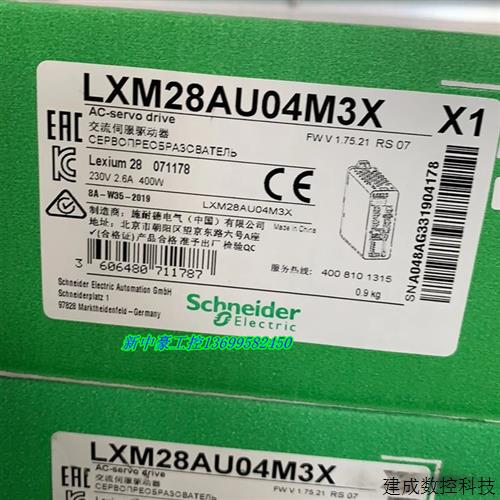 LXM28AU04M3X X1
AC-servo drive
交流伺服驱动器
СЕРВОПРЕОБРАЗОВАТЕЛЬ
FW V 1.75.21 RS 07
EAC
Lexium 28 071178
230V 2.6A 400W
8A-W35-2019
LXM28AU04M3X
CE
Made in China
制造商：施耐德电气（中国）有限公司
地址：北京市朝阳区望京东路六号A座
✓(合格证)产品合格 准予出厂 检验QC
3 606480 711787
服务热线: 400 810 1315
0.9 kg
SNA048AG331904178
Schneider Electric Automation GmbH
Schneiderplatz 1
97828 Marktheidenfeld - Germany
Schneider
Electric
新中豪工控13699582450
LXM28AU04M3X
AC-servo drive
交流伺服驱动器
FW V 1.75.21 RS 07
EAC
建成数控科技